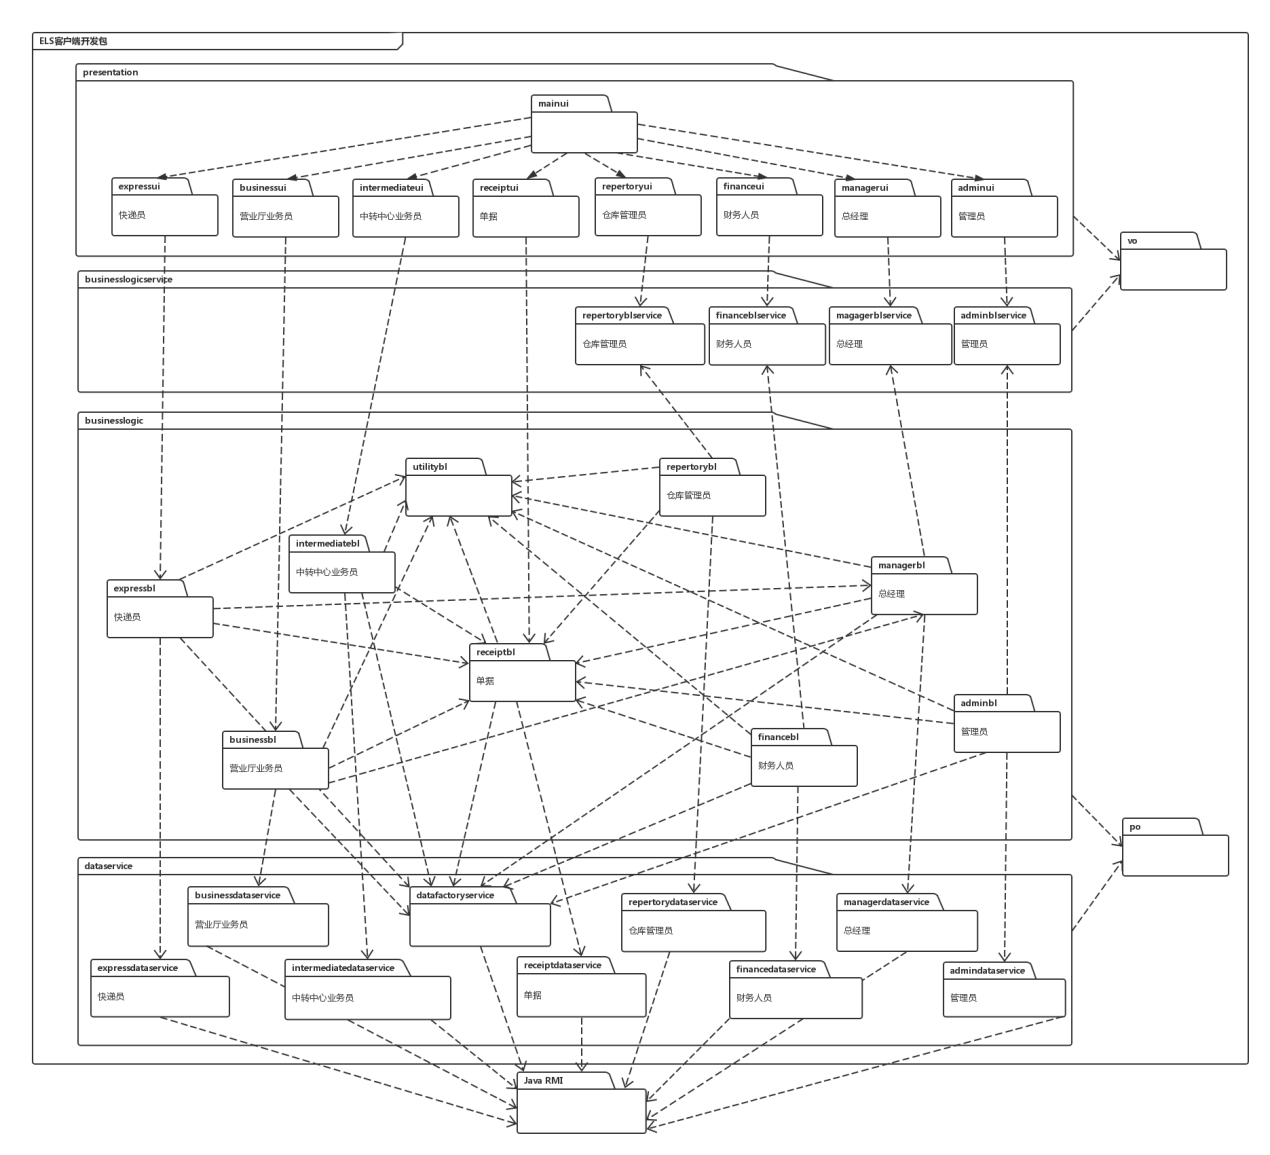 ELS客户端开发包
presentation
mainui
expressui
快递员
businessui
营业厅业务员
intermediateui
中转中心业务员
receiptui
单据
repertoryui
仓库管理员
financeui
财务人员
managerui
总经理
adminui
管理员
vo
businesslogicservice
repertoryblservice
仓库管理员
financeblservice
财务人员
magagerblservice
总经理
adminblservice
管理员
businesslogic
utilitybl
repertorybl
仓库管理员
intermediatebl
中转中心业务员
managerbl
总经理
expressbl
快递员
receiptbl
单据
adminbl
管理员
businessbl
营业厅业务员
financebl
财务人员
po
dataservice
businessdataservice
营业厅业务员
datafactoryservice
repertorydataservice
仓库管理员
managerdataservice
总经理
expressdataservice
快递员
intermediatedataservice
中转中心业务员
receiptdataservice
单据
financedataservice
财务人员
admindataservice
管理员
Java RMI